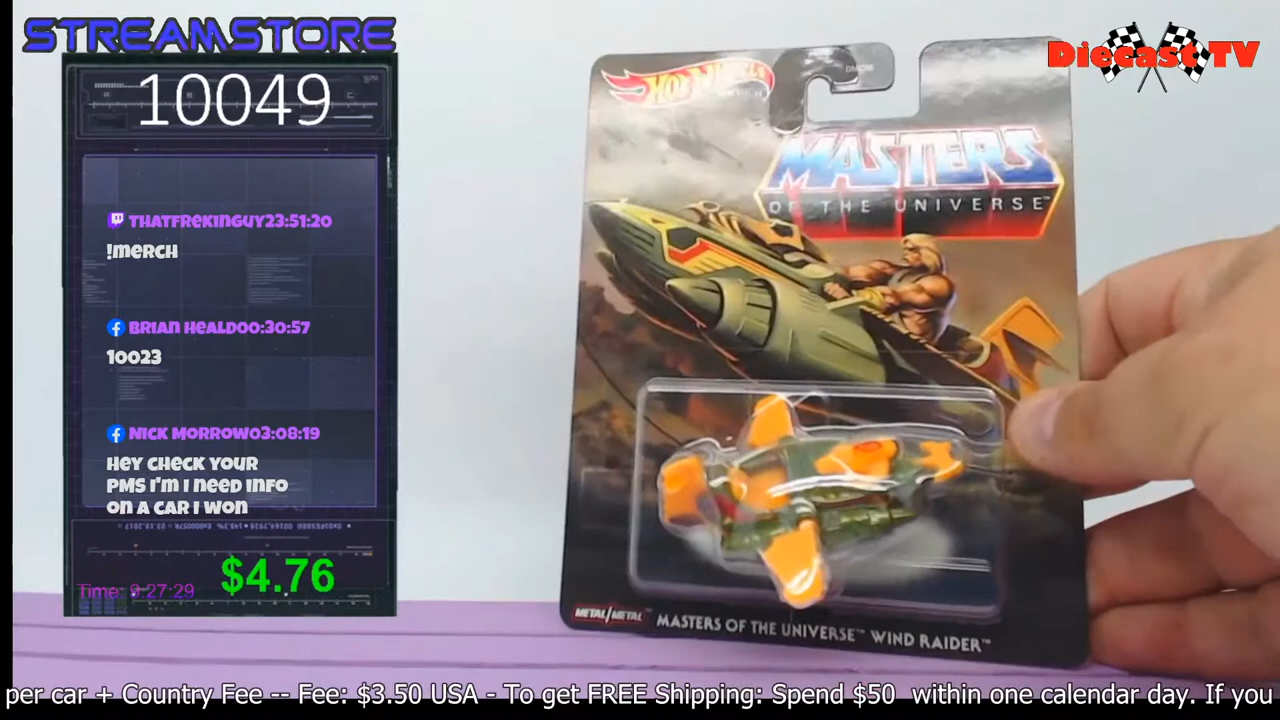 STREAMSTORE
10049
THATFREKINGUY23:51:20
!MERCH
BRIAN HEALD00:30:57
10023
NICK MORROW03:08:19
HEY CHECK YOUR
PMS I'M I NEED INFO
ON A CAR I WON
Time: 9:27:29
$4.76
Diecast TV
HOT WHEELS
MASTERS
OF THE UNIVERSE™
METAL/METAL™ MASTERS OF THE UNIVERSE™ WIND RAIDER™
per car + Country Fee -- Fee: $3.50 USA - To get FREE Shipping: Spend $50 within one calendar day. If you